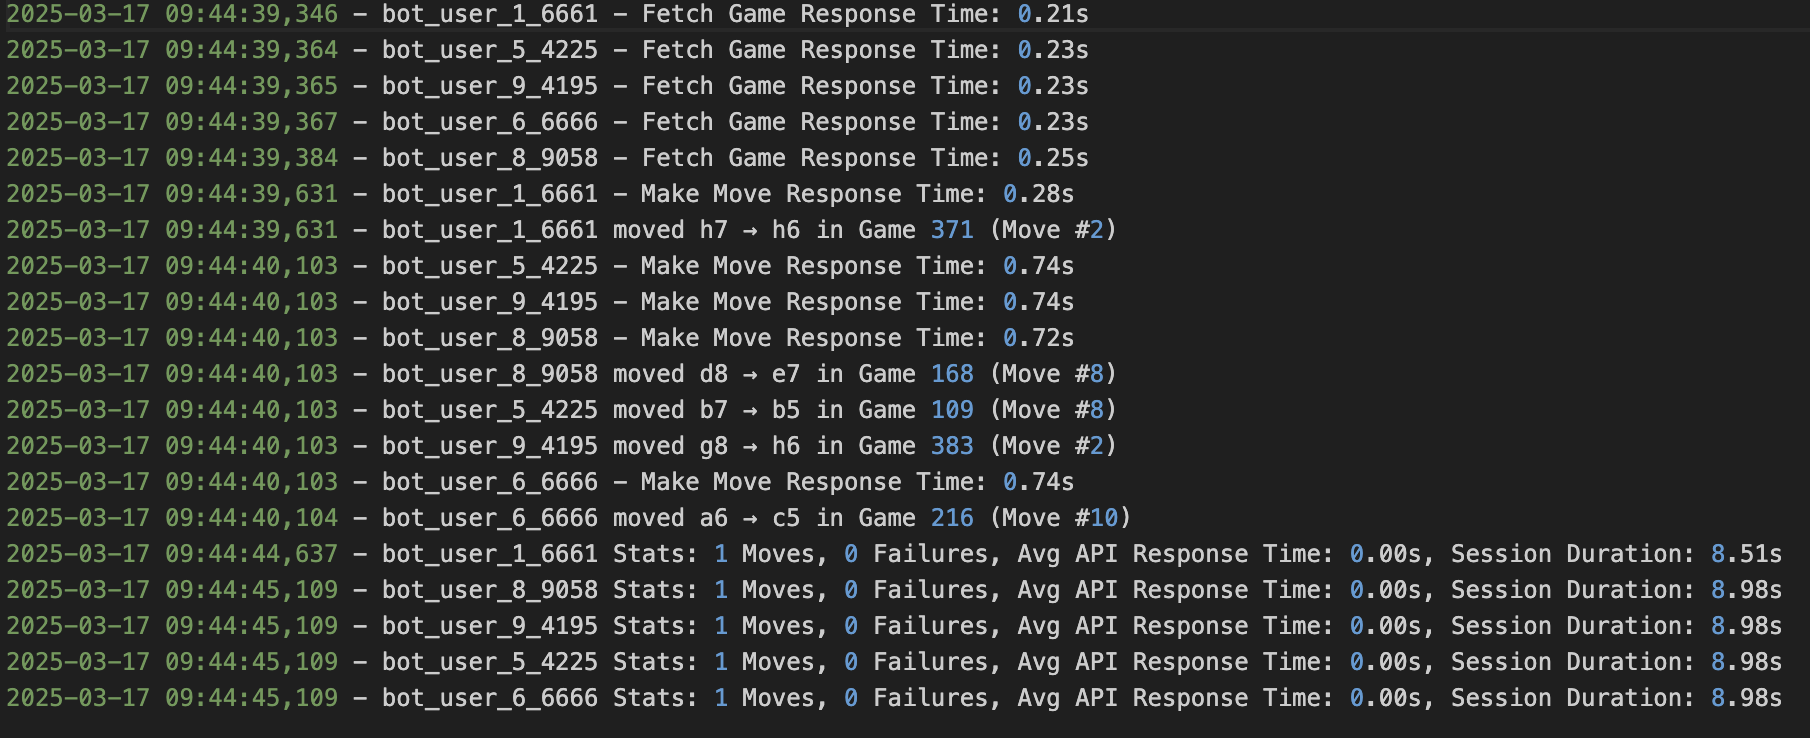 2025-03-17 09:44:39,346 - bot_user_1_6661 - Fetch Game Response Time: 0.21s
2025-03-17 09:44:39,364 - bot_user_5_4225 - Fetch Game Response Time: 0.23s
2025-03-17 09:44:39,365 - bot_user_9_4195 - Fetch Game Response Time: 0.23s
2025-03-17 09:44:39,367 - bot_user_6_6666 - Fetch Game Response Time: 0.23s
2025-03-17 09:44:39,384 - bot_user_8_9058 - Fetch Game Response Time: 0.25s
2025-03-17 09:44:39,631 - bot_user_1_6661 - Make Move Response Time: 0.28s
2025-03-17 09:44:39,631 - bot_user_1_6661 moved h7 → h6 in Game 371 (Move #2)
2025-03-17 09:44:40,103 - bot_user_5_4225 - Make Move Response Time: 0.74s
2025-03-17 09:44:40,103 - bot_user_9_4195 - Make Move Response Time: 0.74s
2025-03-17 09:44:40,103 - bot_user_8_9058 - Make Move Response Time: 0.72s
2025-03-17 09:44:40,103 - bot_user_8_9058 moved d8 → e7 in Game 168 (Move #8)
2025-03-17 09:44:40,103 - bot_user_5_4225 moved b7 → b5 in Game 109 (Move #8)
2025-03-17 09:44:40,103 - bot_user_9_4195 moved g8 → h6 in Game 383 (Move #2)
2025-03-17 09:44:40,103 - bot_user_6_6666 - Make Move Response Time: 0.74s
2025-03-17 09:44:40,104 - bot_user_6_6666 moved a6 → c5 in Game 216 (Move #10)
2025-03-17 09:44:44,637 - bot_user_1_6661 Stats: 1 Moves, 0 Failures, Avg API Response Time: 0.00s, Session Duration: 8.51s
2025-03-17 09:44:45,109 - bot_user_8_9058 Stats: 1 Moves, 0 Failures, Avg API Response Time: 0.00s, Session Duration: 8.98s
2025-03-17 09:44:45,109 - bot_user_9_4195 Stats: 1 Moves, 0 Failures, Avg API Response Time: 0.00s, Session Duration: 8.98s
2025-03-17 09:44:45,109 - bot_user_5_4225 Stats: 1 Moves, 0 Failures, Avg API Response Time: 0.00s, Session Duration: 8.98s
2025-03-17 09:44:45,109 - bot_user_6_6666 Stats: 1 Moves, 0 Failures, Avg API Response Time: 0.00s, Session Duration: 8.98s